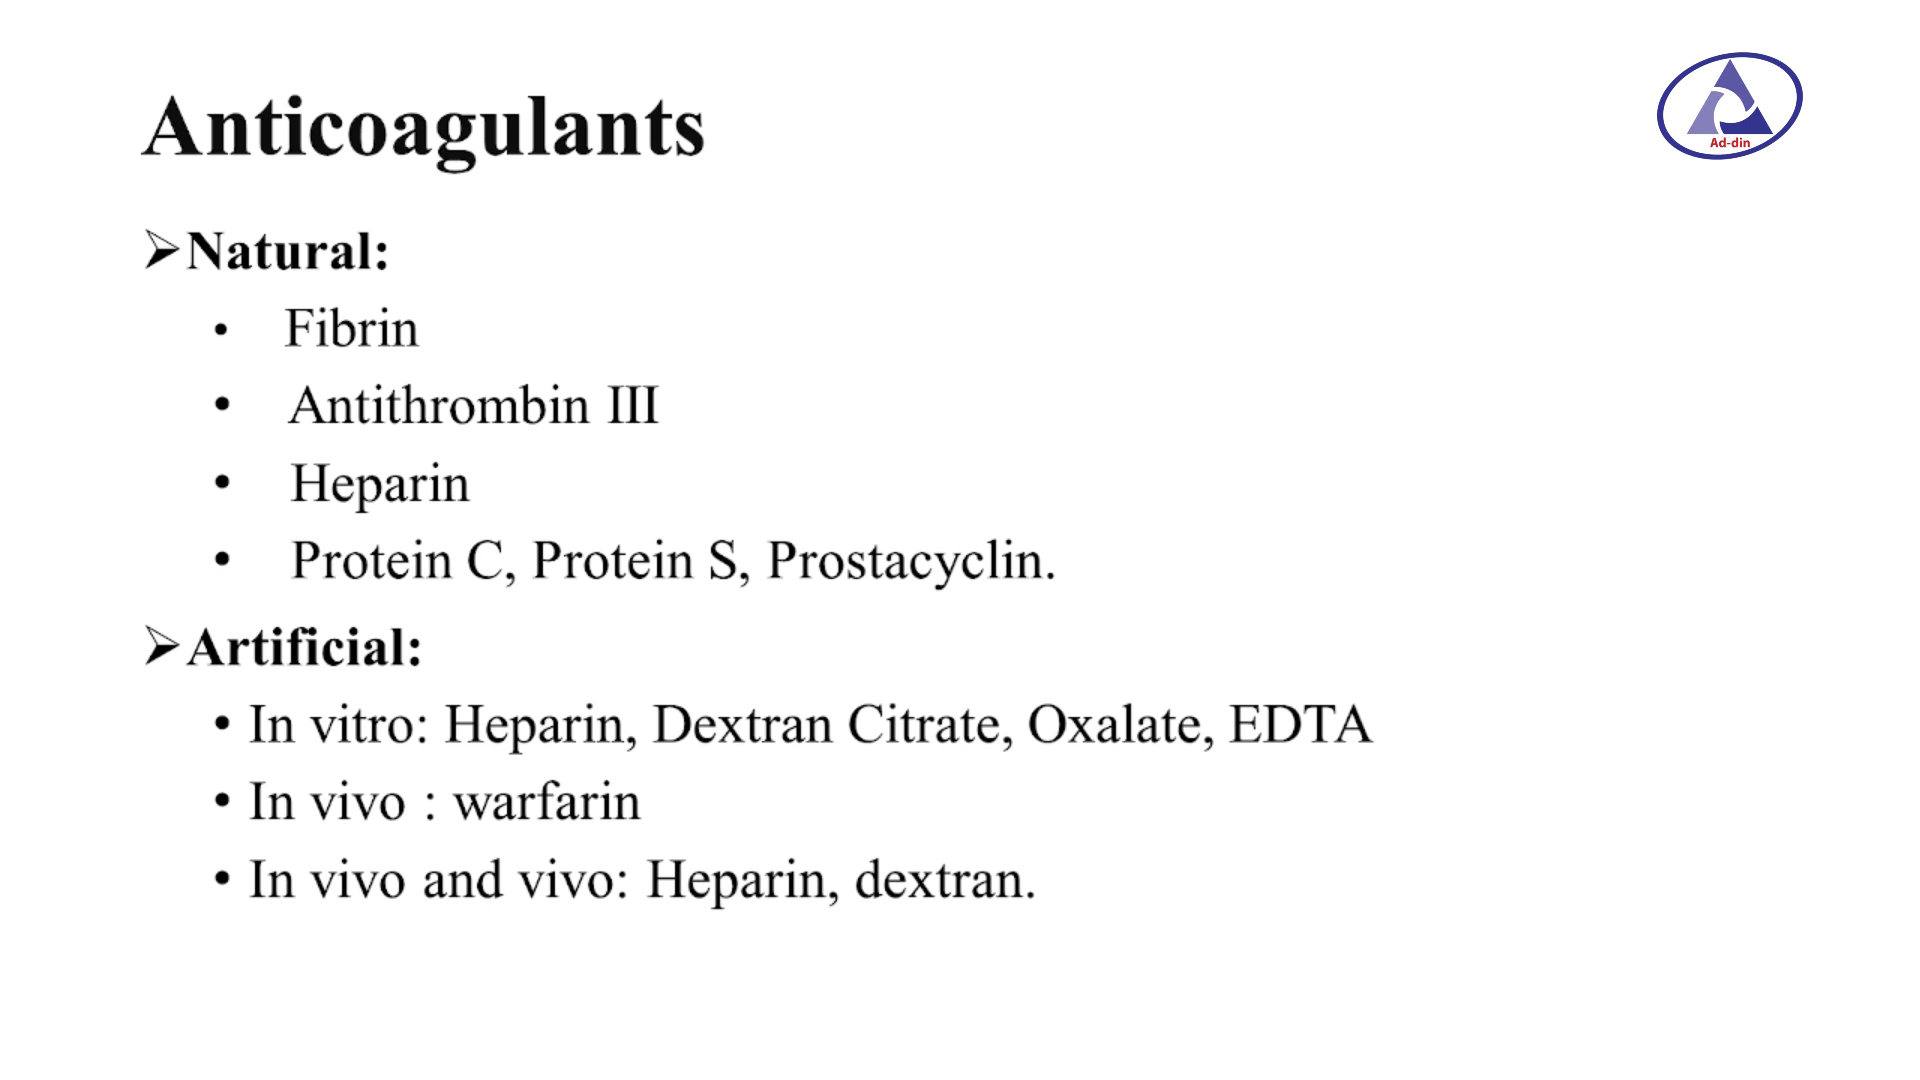 Anticoagulants
Ad-din
➢Natural:
• Fibrin
• Antithrombin III
• Heparin
• Protein C, Protein S, Prostacyclin.
➢Artificial:
• In vitro: Heparin, Dextran Citrate, Oxalate, EDTA
• In vivo : warfarin
• In vivo and vivo: Heparin, dextran.